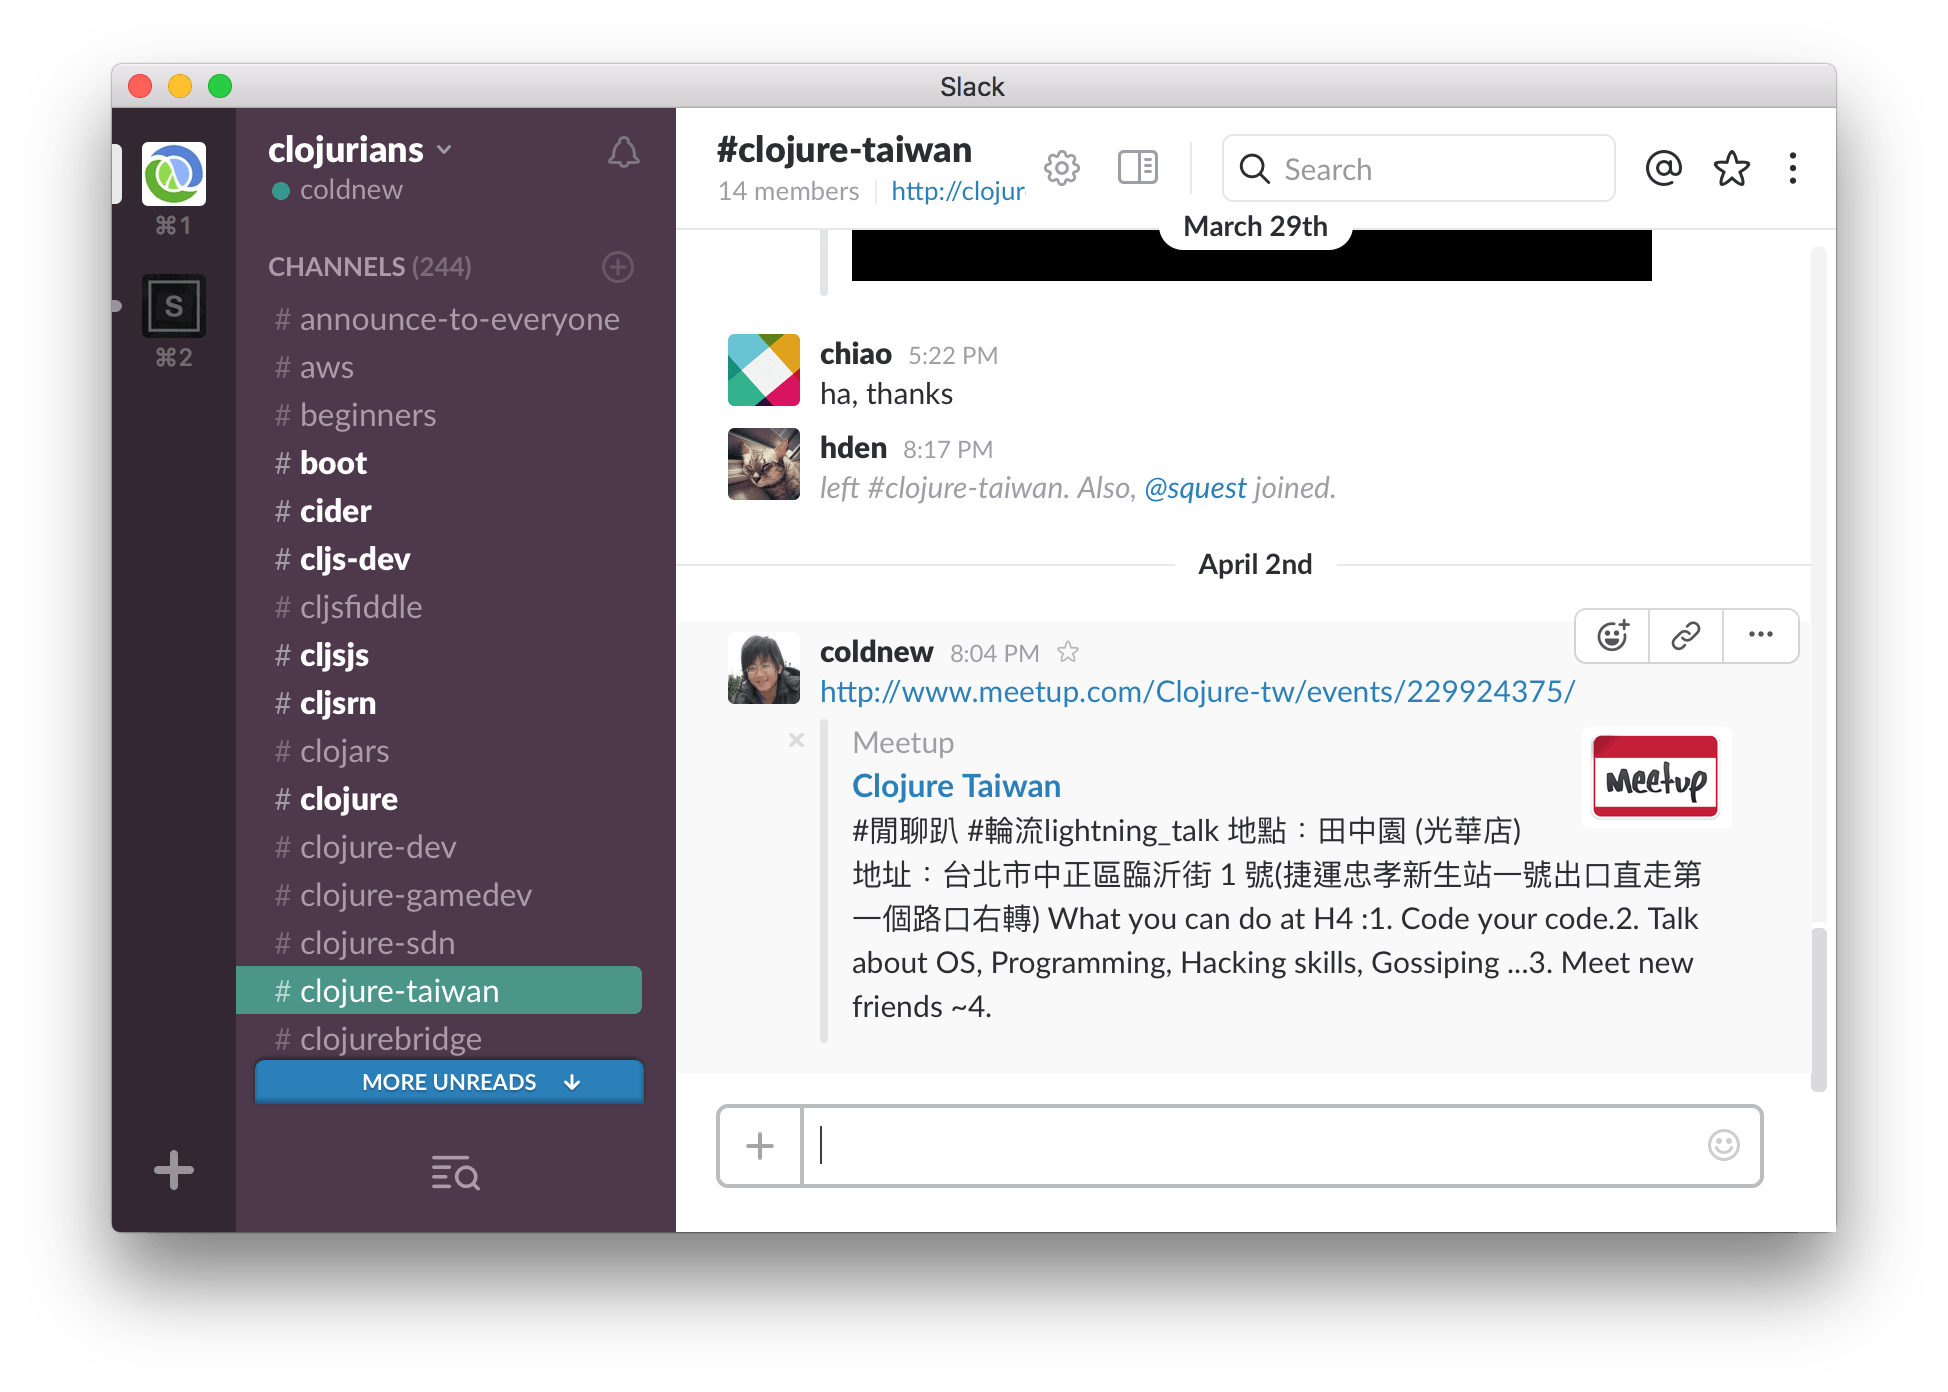 Slack
⌘1
S
⌘2
clojurians
coldnew
CHANNELS (244)
# announce-to-everyone
# aws
# beginners
# boot
# cider
# cljs-dev
# cljsfiddle
# cljsjs
# cljsrn
# clojars
# clojure
# clojure-dev
# clojure-gamedev
# clojure-sdn
# clojure-taiwan
# clojurebridge
MORE UNREADS
#clojure-taiwan
14 members
http://clojur
Search
March 29th
chiao 5:22 PM
ha, thanks
hden 8:17 PM
left #clojure-taiwan. Also, @squest joined.
April 2nd
coldnew 8:04 PM
http://www.meetup.com/Clojure-tw/events/229924375/
Meetup
Clojure Taiwan
Meetup
#閒聊趴 #輪流lightning_talk 地點：田中園 (光華店)
地址：台北市中正區臨沂街 1 號(捷運忠孝新生站一號出口直走第
一個路口右轉) What you can do at H4 :1. Code your code.2. Talk
about OS, Programming, Hacking skills, Gossiping ...3. Meet new
friends ~4.